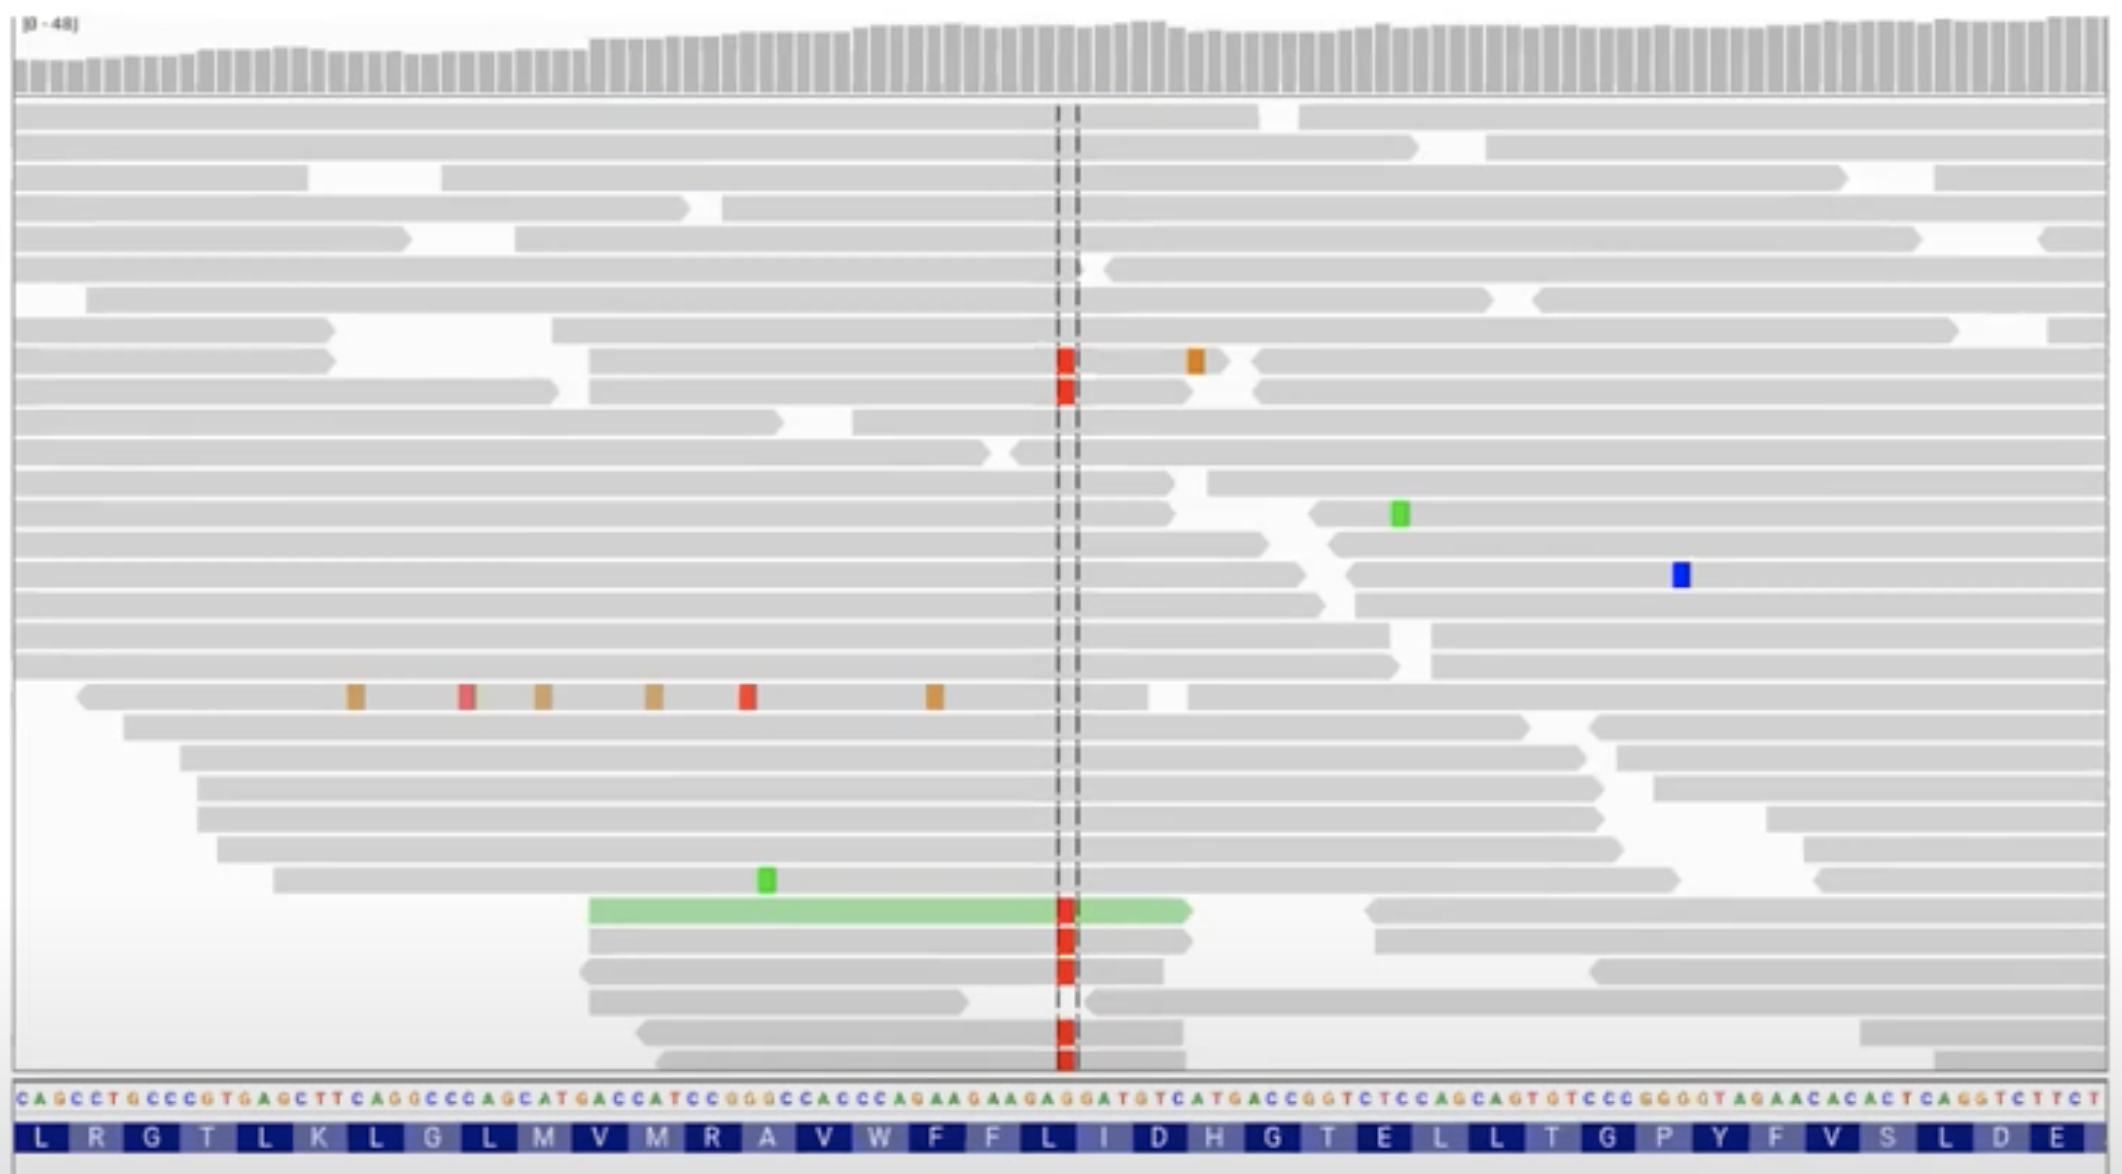 [0 - 48]
CAGCCTGCCCGTGAGCTTCAGGCCCAGCATGACCATCCGGGCCACCCAGAAGAAGAGGATGTCATGACCGGTCTCCAGCAGTGTCCCGGGGTAGAACACACTCAGGTCTTCT
L R G T L K L G L M V M R A V W F F L I D H G T E L L T G P Y F V S L D E